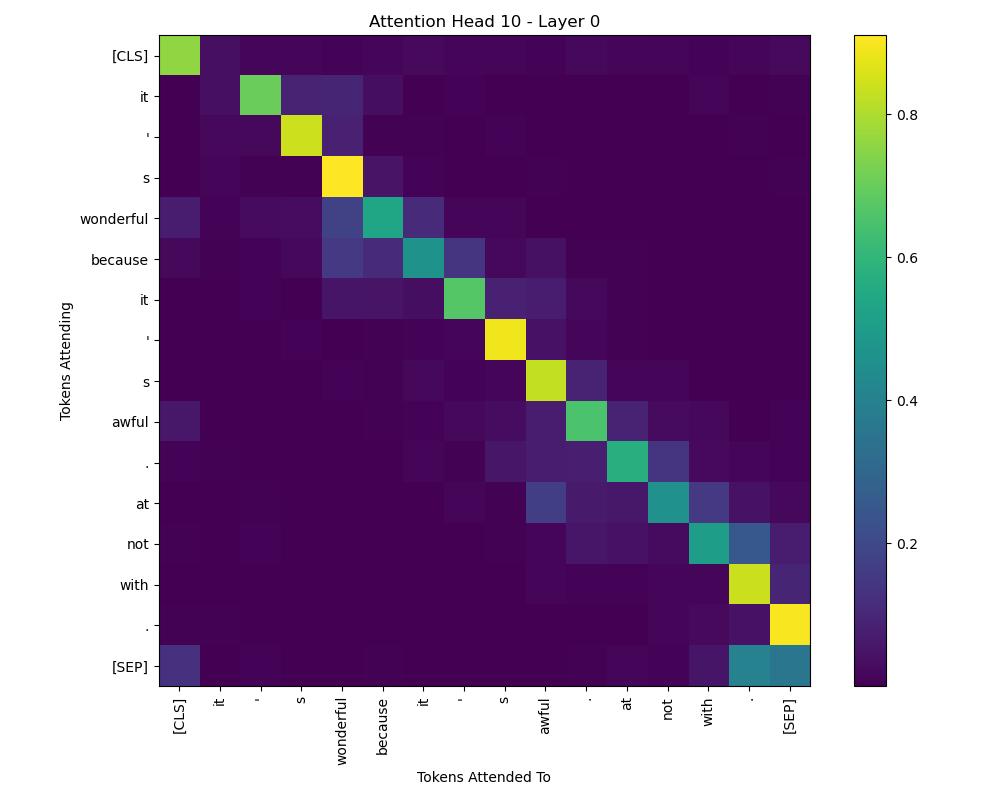 Attention Head 10 - Layer 0
Tokens Attending
[CLS]
it
'
s
wonderful
because
it
'
s
awful
.
at
not
with
.
[SEP]
[CLS]
it
'
s
wonderful
because
it
'
s
awful
.
at
not
with
.
[SEP]
Tokens Attended To
0.8
0.6
0.4
0.2